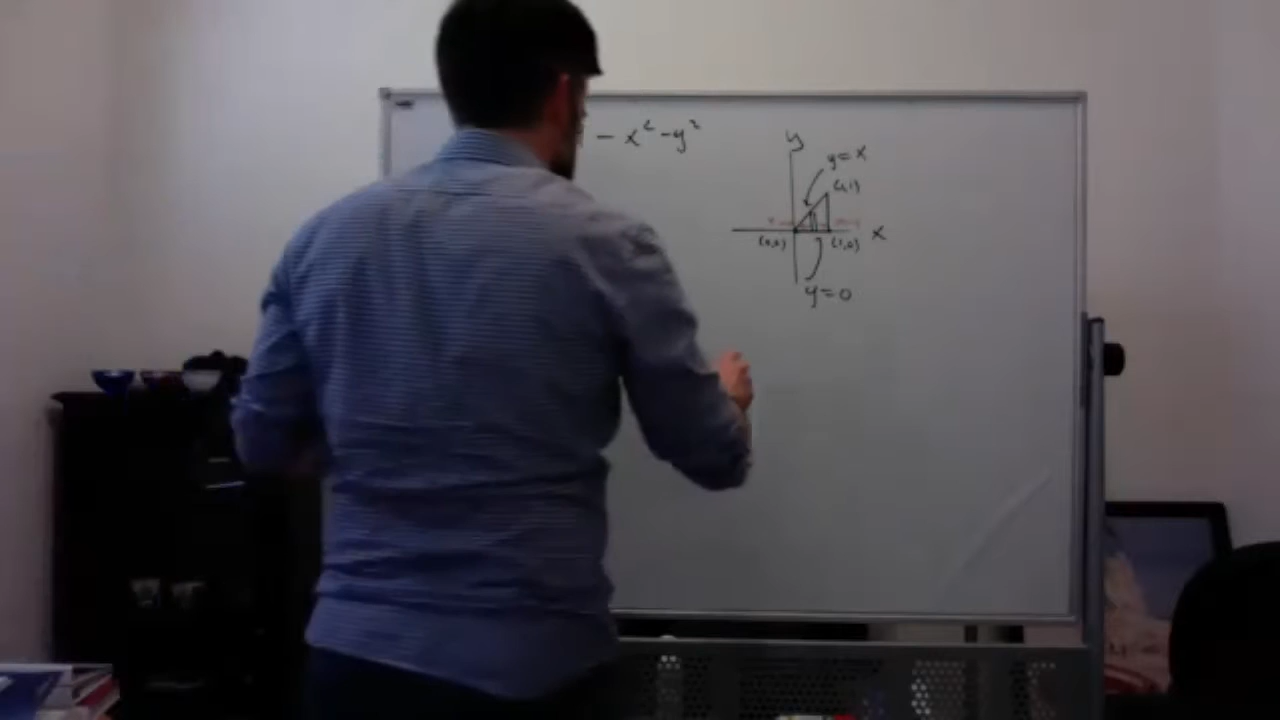 - x² - y²
y
y = x
(1,1)
x
(0,0)
(1,0)
y = 0